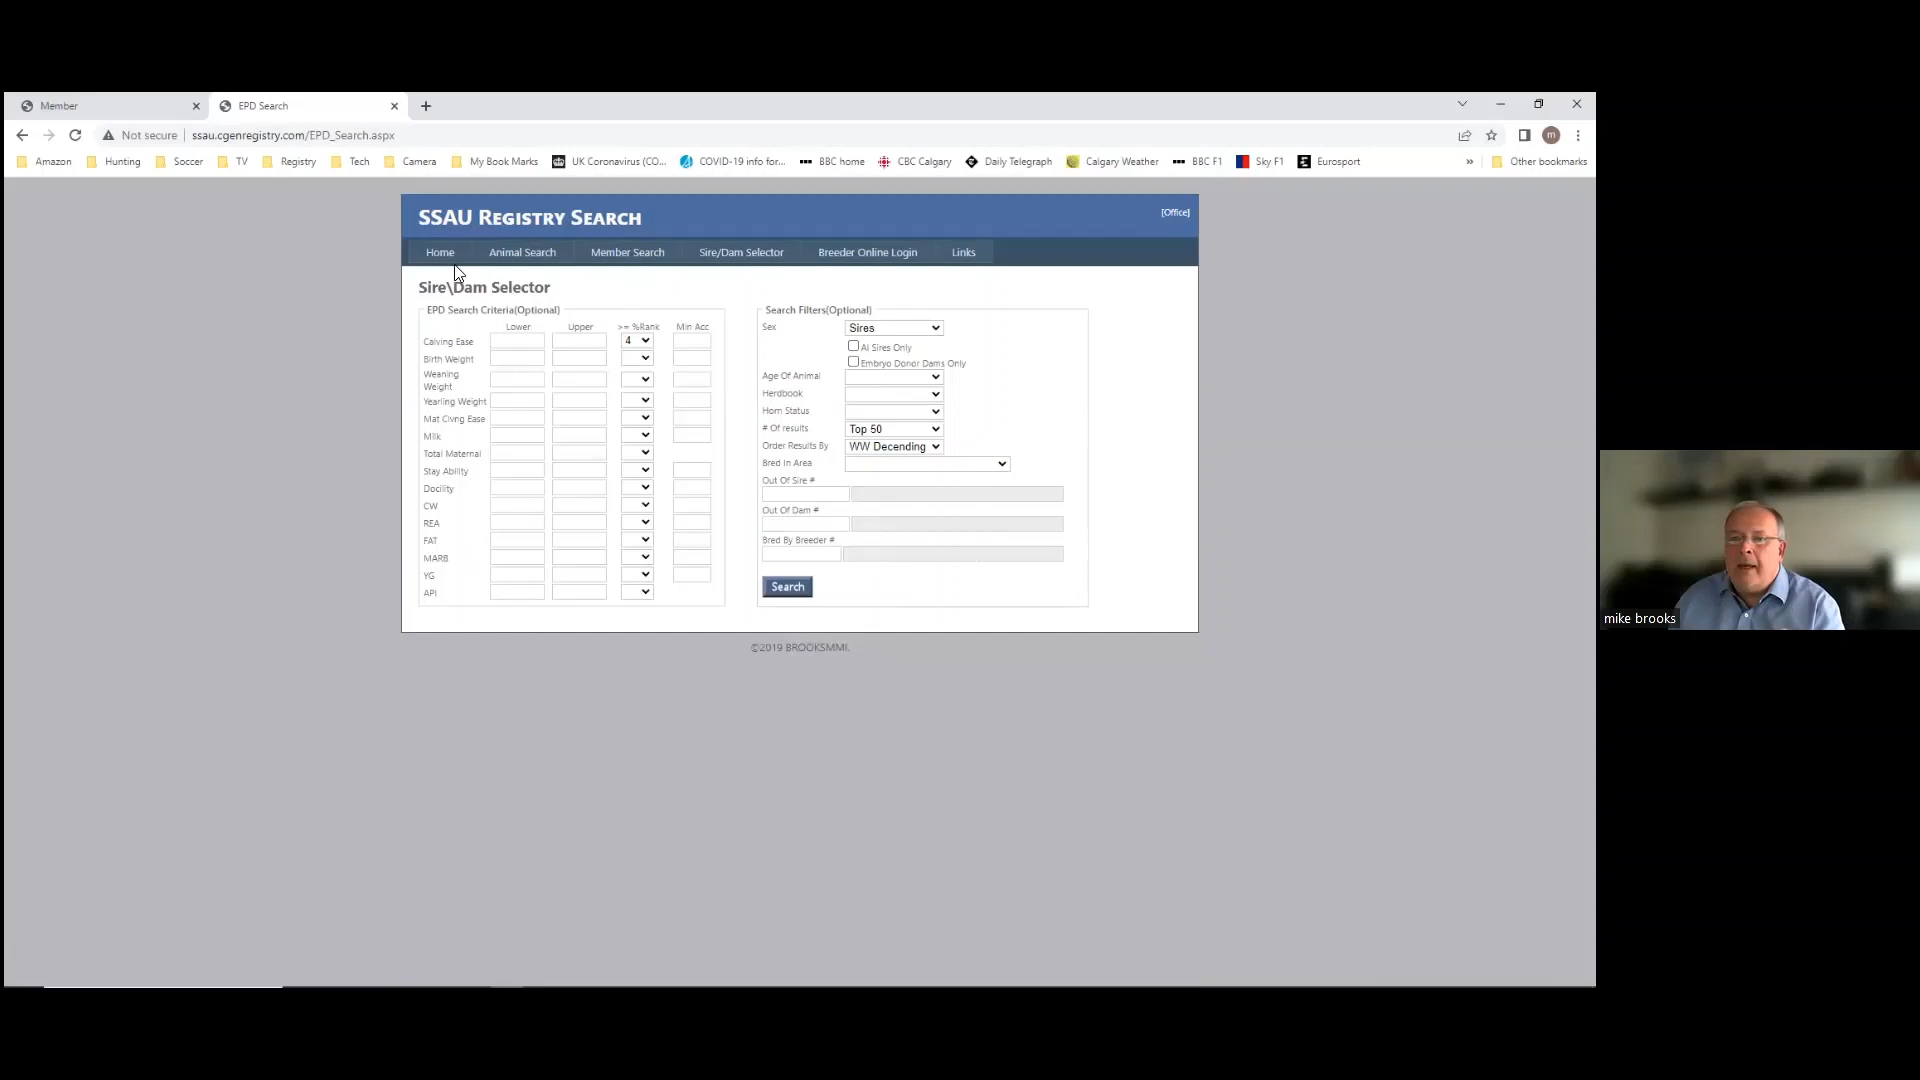 Member
EPD Search
Not secure
ssau.cgenregistry.com/EPD_Search.aspx
m
Amazon
Hunting
Soccer
TV
Registry
Tech
Camera
My Book Marks
UK Coronavirus (CO...
COVID-19 info for...
BBC home
CBC Calgary
Daily Telegraph
Calgary Weather
BBC F1
Sky F1
Eurosport
»
Other bookmarks
SSAU Registry Search
[Office]
Home
Animal Search
Member Search
Sire/Dam Selector
Breeder Online Login
Links
Sire\Dam Selector
EPD Search Criteria(Optional)
Lower Upper >= %Rank Min Acc
Calving Ease 4
Birth Weight
Weaning
Weight
Yearling Weight
Mat Clvng Ease
Milk
Total Maternal
Stay Ability
Docility
CW
REA
FAT
MARB
YG
API
Search Filters(Optional)
Sex Sires
AI Sires Only
Embryo Donor Dams Only
Age Of Animal
Herdbook
Horn Status
# Of results Top 50
Order Results By WW Decending
Bred In Area
Out Of Sire #
Out Of Dam #
Bred By Breeder #
Search
©2019 BROOKSMMI.
mike brooks